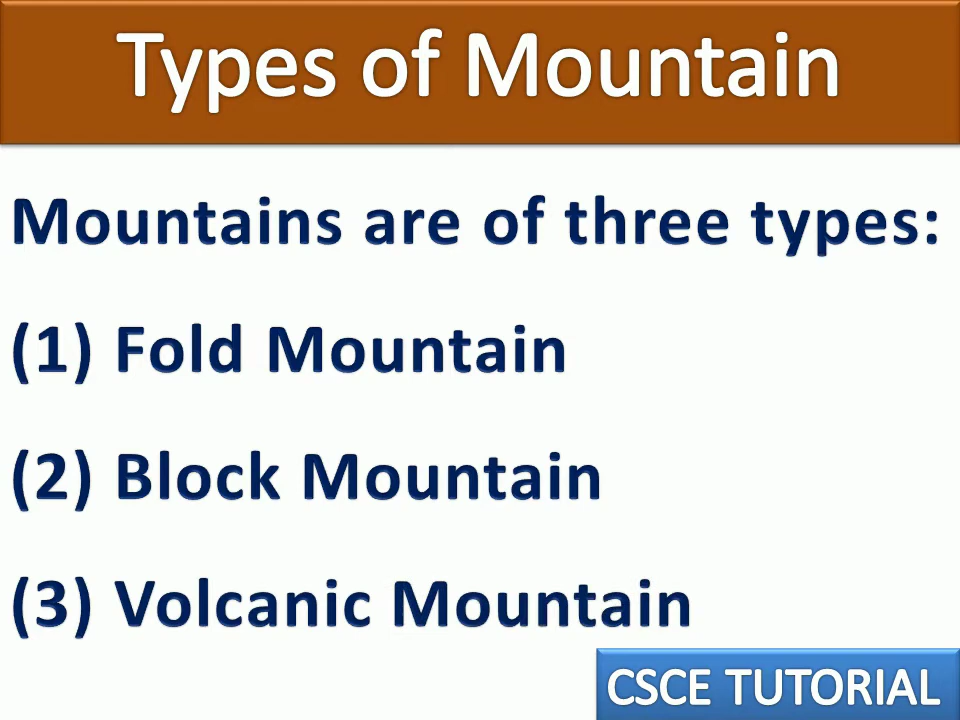 Types of Mountain
Mountains are of three types:
(1) Fold Mountain
(2) Block Mountain
(3) Volcanic Mountain
CSCE TUTORIAL